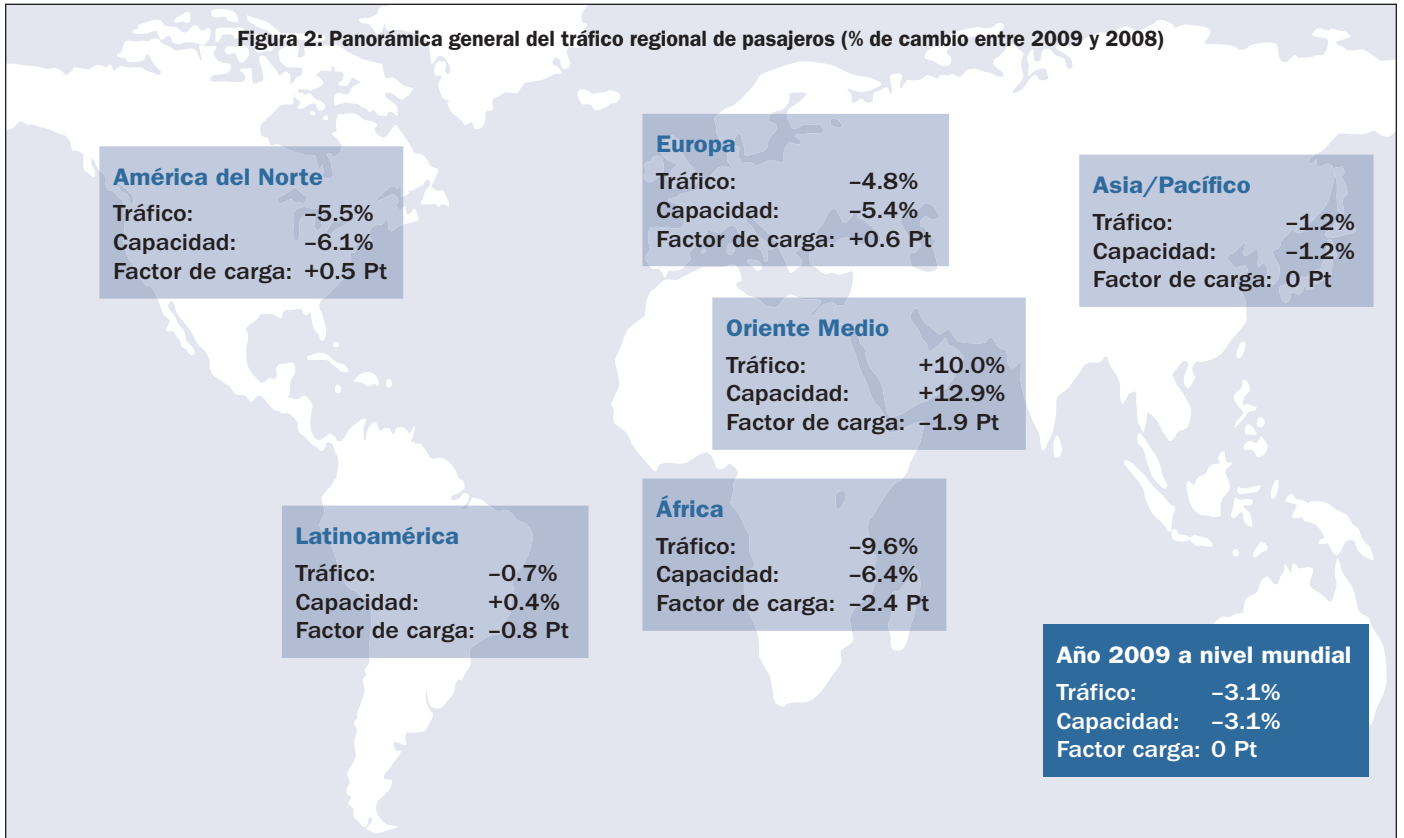 Figura 2: Panorámica general del tráfico regional de pasajeros (% de cambio entre 2009 y 2008)
América del Norte
Tráfico: –5.5%
Capacidad: –6.1%
Factor de carga: +0.5 Pt
Europa
Tráfico: –4.8%
Capacidad: –5.4%
Factor de carga: +0.6 Pt
Asia/Pacífico
Tráfico: –1.2%
Capacidad: –1.2%
Factor de carga: 0 Pt
Oriente Medio
Tráfico: +10.0%
Capacidad: +12.9%
Factor de carga: –1.9 Pt
Latinoamérica
Tráfico: –0.7%
Capacidad: +0.4%
Factor de carga: –0.8 Pt
África
Tráfico: –9.6%
Capacidad: –6.4%
Factor de carga: –2.4 Pt
Año 2009 a nivel mundial
Tráfico: –3.1%
Capacidad: –3.1%
Factor carga: 0 Pt